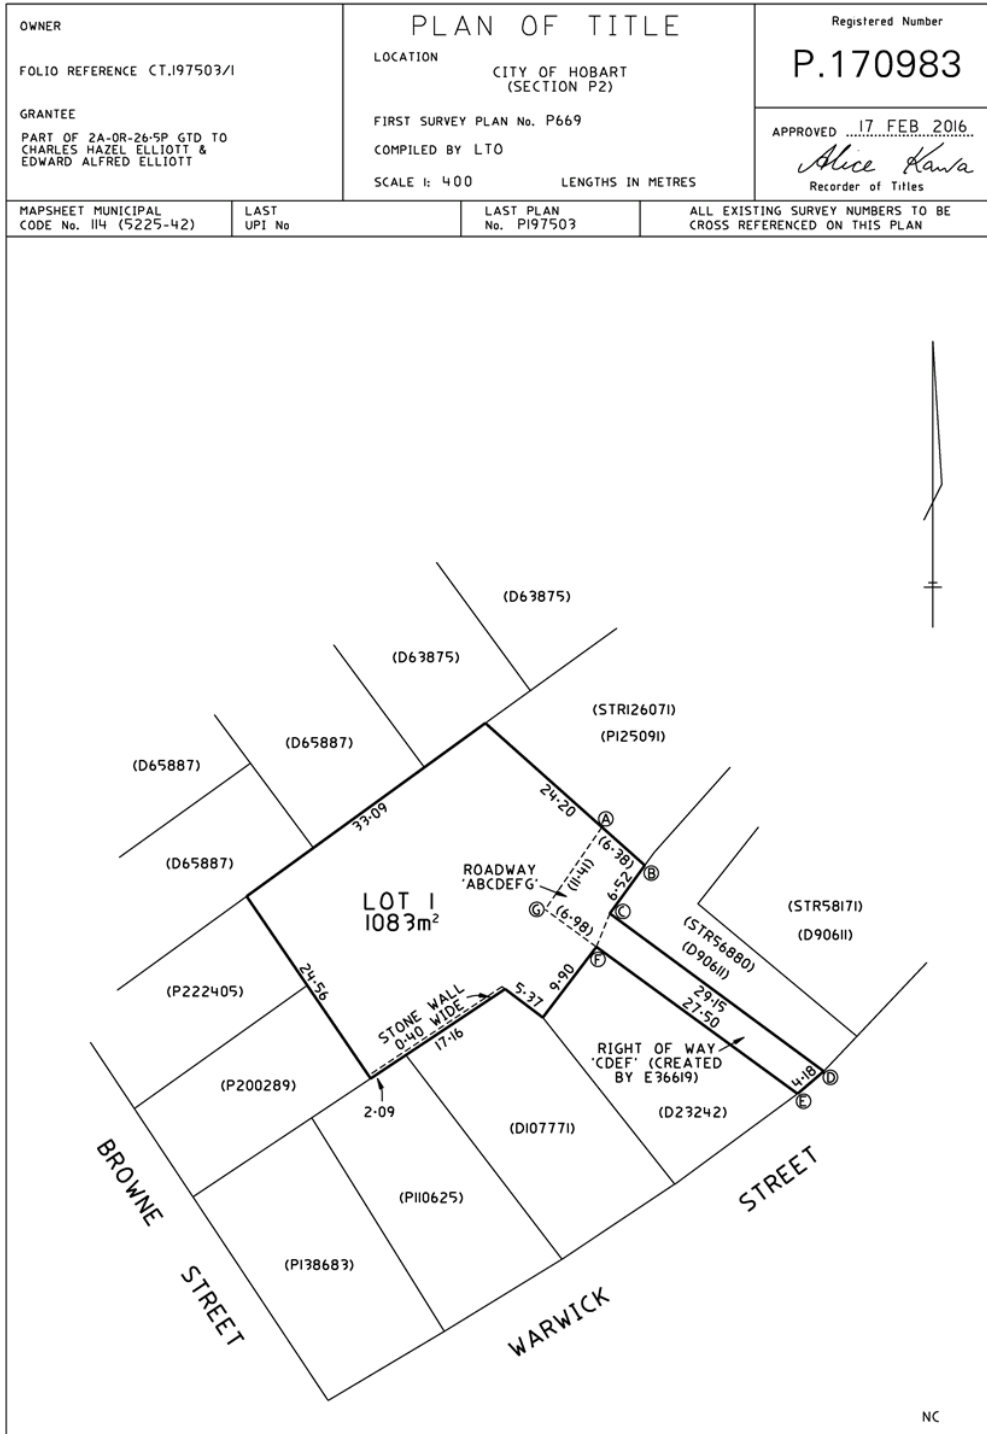 OWNER
FOLIO REFERENCE CT.197503/1
GRANTEE
PART OF 2A-0R-26·5P GTD TO
CHARLES HAZEL ELLIOTT &
EDWARD ALFRED ELLIOTT
PLAN OF TITLE
LOCATION
CITY OF HOBART
(SECTION P2)
FIRST SURVEY PLAN No. P669
COMPILED BY LTO
SCALE 1: 400 LENGTHS IN METRES
Registered Number
P.170983
APPROVED 17 FEB 2016
Alice Kawa
Recorder of Titles
MAPSHEET MUNICIPAL
CODE No. 114 (5225-42)
LAST
UPI No
LAST PLAN
No. P197503
ALL EXISTING SURVEY NUMBERS TO BE
CROSS REFERENCED ON THIS PLAN
(D63875)
(D63875)
(STR126071)
(P125091)
(D65887)
(D65887)
24·20
33·09
A
(6·38)
(D65887)
ROADWAY
'ABCDEFG'
(11·41)
B
6·52
LOT 1
1083m²
G
(6·98)
C
(STR58171)
(D90611)
(STR56880)
(D90611)
F
24·56
(P222405)
9·90
5·37
STONE WALL
0·40 WIDE
17·16
29·15
27·50
RIGHT OF WAY
'CDEF' (CREATED
BY E36619)
4·18
D
E
(P200289)
2·09
(D23242)
(D107771)
BROWNE
STREET
(P110625)
(P138683)
WARWICK
STREET
NC